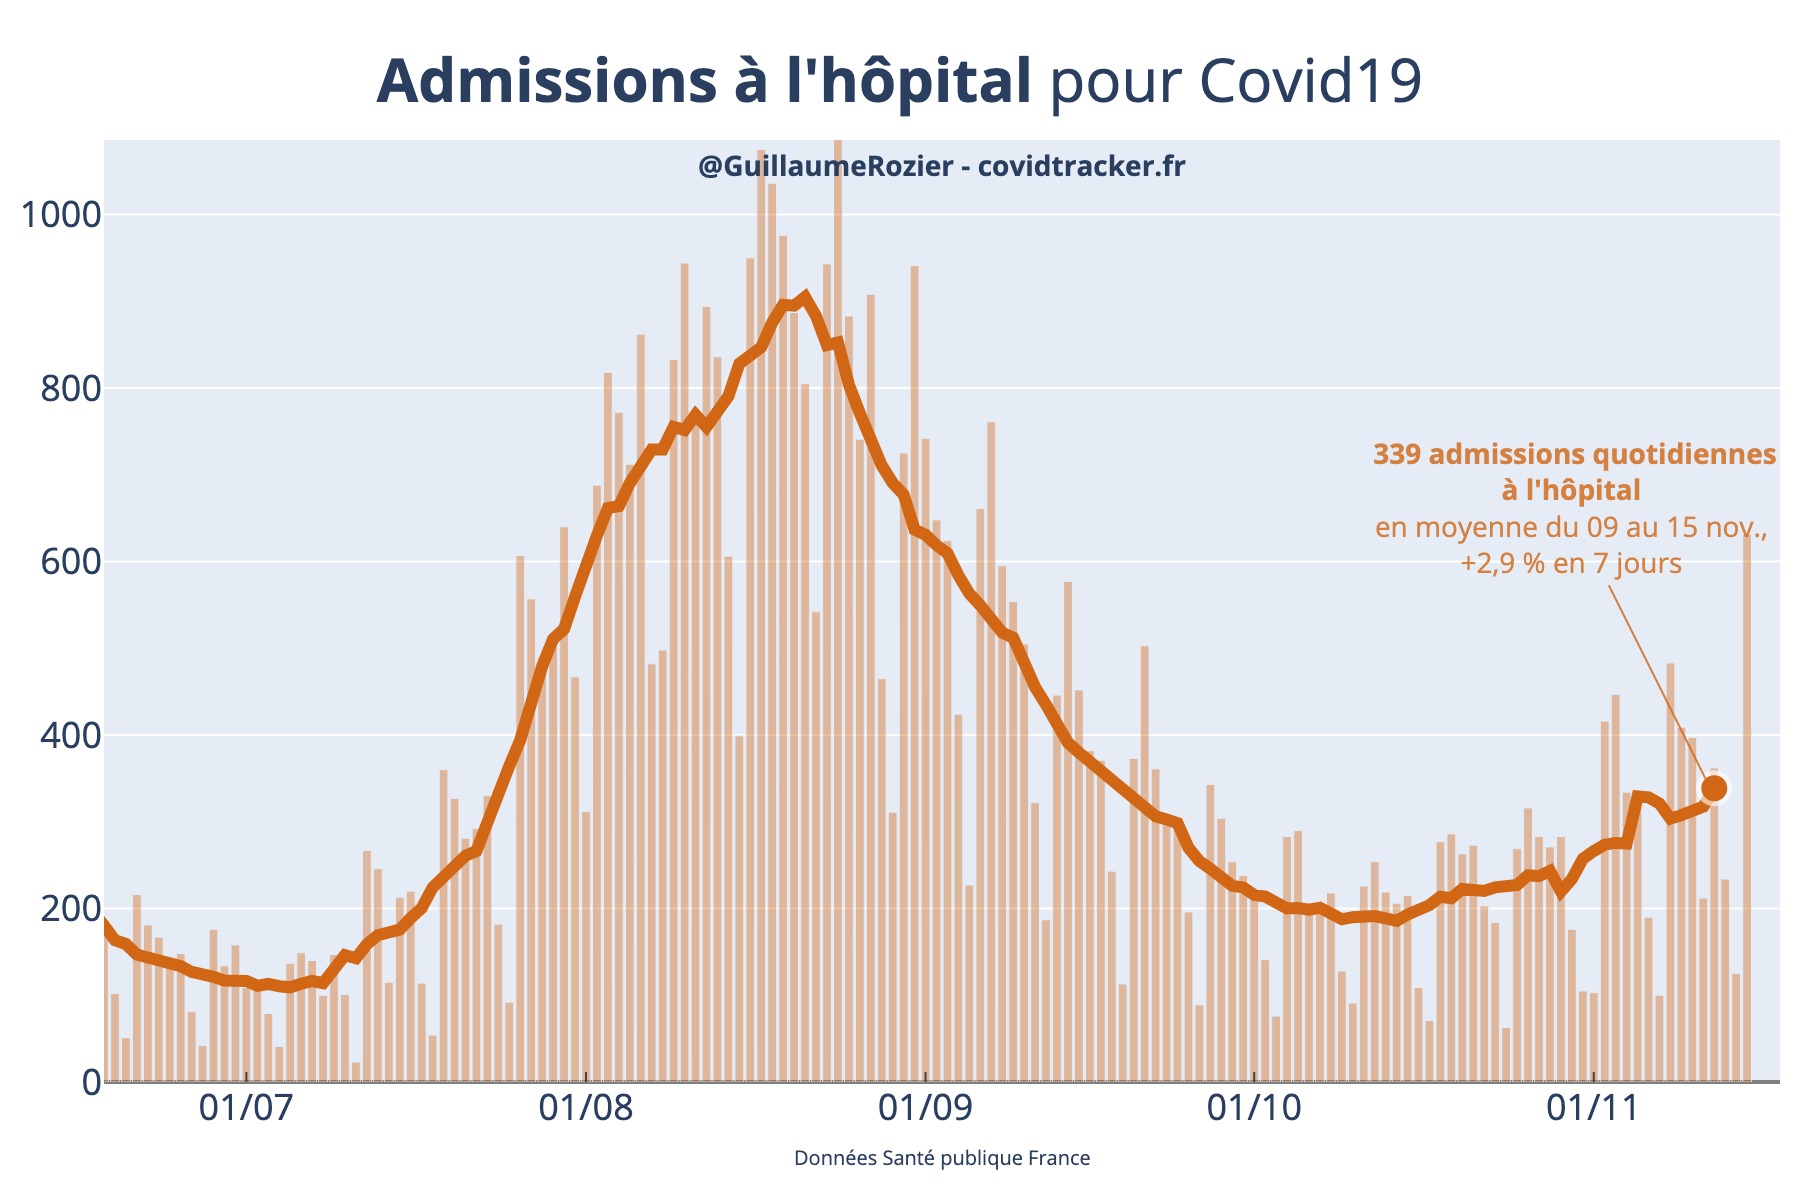 Admissions à l'hôpital pour Covid19
@GuillaumeRozier - covidtracker.fr
1000
800
600
400
200
0
339 admissions quotidiennes
à l'hôpital
en moyenne du 09 au 15 nov.,
+2,9 % en 7 jours
01/07
01/08
01/09
01/10
01/11
Données Santé publique France